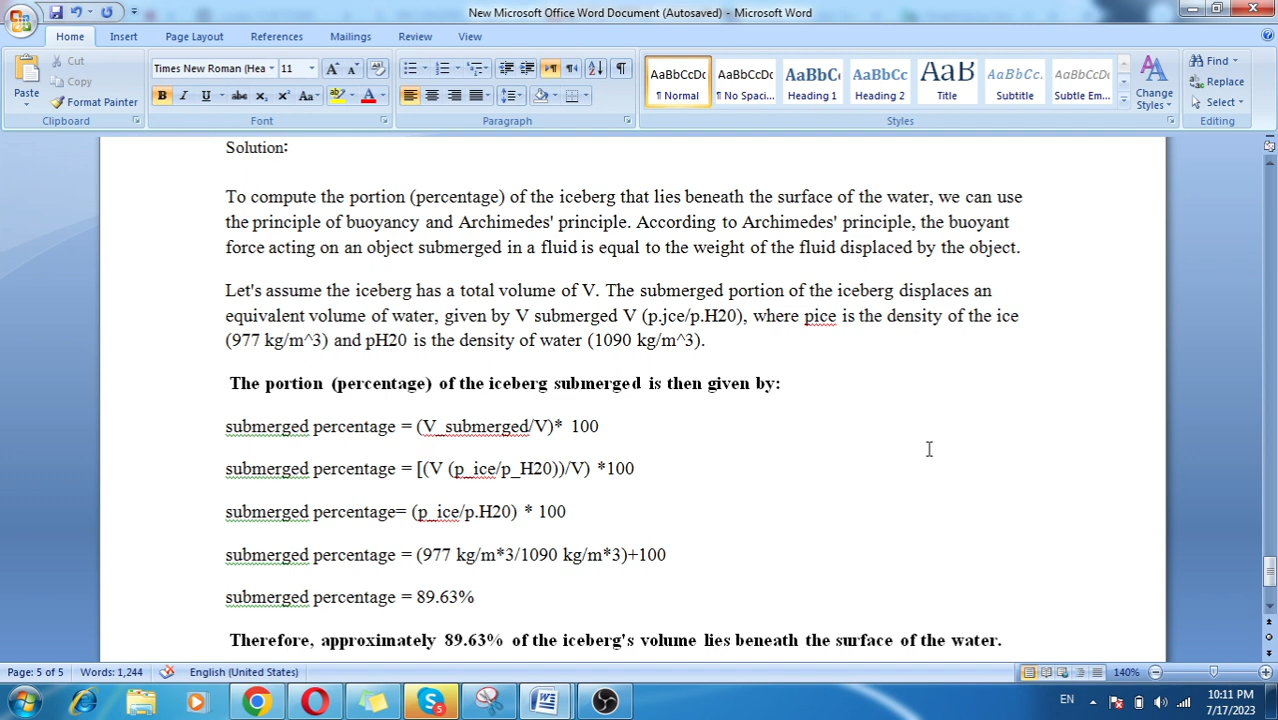 New Microsoft Office Word Document (Autosaved) - Microsoft Word
Home Insert Page Layout References Mailings Review View
Paste Cut Copy Format Painter
Clipboard
Times New Roman (Hea 11
B I U abc x₂ x² Aa A
Font
Paragraph
AaBbCcDc AaBbCcDc AaBbC AaBbCc AaB AaBbCc AaBbCcDc
¶ Normal ¶ No Spaci... Heading 1 Heading 2 Title Subtitle Subtle Em...
Change Styles
Styles
Find
Replace
Select
Editing
Solution:
To compute the portion (percentage) of the iceberg that lies beneath the surface of the water, we can use
the principle of buoyancy and Archimedes' principle. According to Archimedes' principle, the buoyant
force acting on an object submerged in a fluid is equal to the weight of the fluid displaced by the object.
Let's assume the iceberg has a total volume of V. The submerged portion of the iceberg displaces an
equivalent volume of water, given by V submerged V (p.jce/p.H20), where pice is the density of the ice
(977 kg/m^3) and pH20 is the density of water (1090 kg/m^3).
The portion (percentage) of the iceberg submerged is then given by:
submerged percentage = (V_submerged/V)* 100
submerged percentage = [(V (p_ice/p_H20))/V) *100
submerged percentage= (p_ice/p.H20) * 100
submerged percentage = (977 kg/m*3/1090 kg/m*3)+100
submerged percentage = 89.63%
Therefore, approximately 89.63% of the iceberg's volume lies beneath the surface of the water.
Page: 5 of 5 Words: 1,244 English (United States) 140%
EN 10:11 PM
7/17/2023